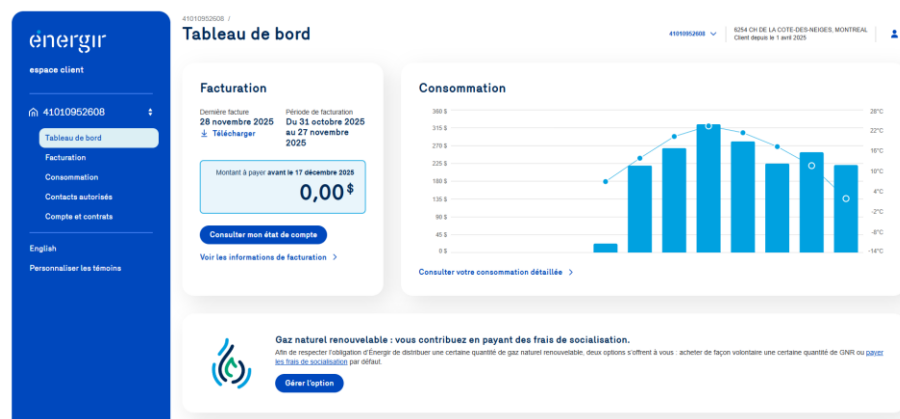 énergir
espace client
41010952608
Tableau de bord
Facturation
Consommation
Contacts autorisés
Compte et contrats
English
Personnaliser les témoins
41010952608 /
Tableau de bord
41010952608
6254 CH DE LA COTE-DES-NEIGES, MONTREAL
Client depuis le 1 avril 2025
Facturation
Dernière facture
28 novembre 2025
Télécharger
Période de facturation
Du 31 octobre 2025
au 27 novembre
2025
Montant à payer avant le 17 décembre 2025
0,00 $
Consulter mon état de compte
Voir les informations de facturation
Consommation
360 $
315 $
270 $
225 $
180 $
135 $
90 $
45 $
0 $
28°C
22°C
16°C
10°C
4°C
-2°C
-8°C
-14°C
Consulter votre consommation détaillée
Gaz naturel renouvelable : vous contribuez en payant des frais de socialisation.
Afin de respecter l'obligation d'Énergir de distribuer une certaine quantité de gaz naturel renouvelable, deux options s'offrent à vous : acheter de façon volontaire une certaine quantité de GNR ou payer
les frais de socialisation par défaut.
Gérer l'option